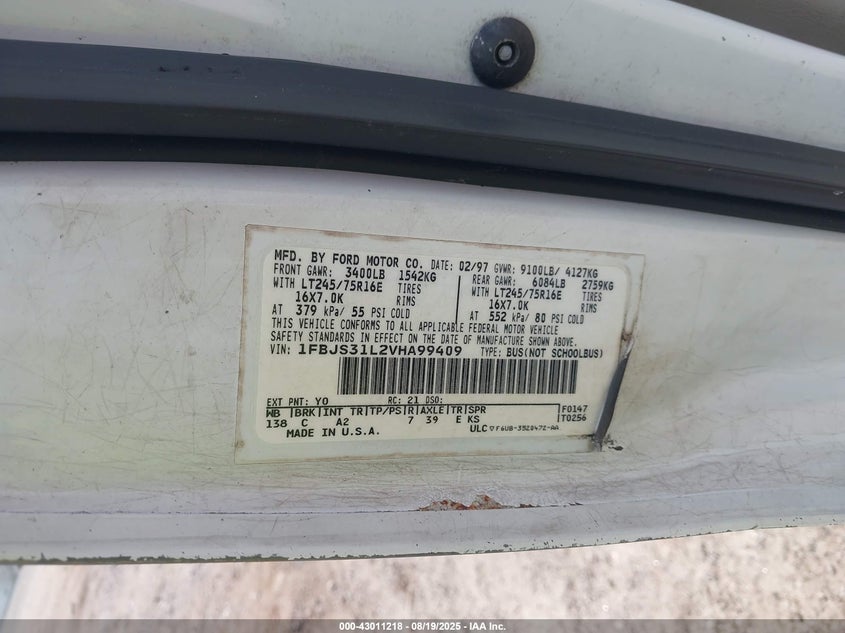 MFD. BY FORD MOTOR CO. DATE: 02/97 GVWR: 9100LB/ 4127KG
FRONT GAWR: 3400LB 1542KG REAR GAWR: 6084LB 2759KG
WITH LT245/75R16E TIRES WITH LT245/75R16E TIRES
16X7.0K RIMS 16X7.0K RIMS
AT 379 kPa/ 55 PSI COLD AT 552 kPa/ 80 PSI COLD
THIS VEHICLE CONFORMS TO ALL APPLICABLE FEDERAL MOTOR VEHICLE
SAFETY STANDARDS IN EFFECT ON THE DATE OF MANUFACTURE SHOWN ABOVE.
VIN: 1FBJS31L2VHA99409 TYPE: BUS(NOT SCHOOLBUS)
EXT PNT: YO RC: 21 DSO:
WB BRK INT TR TP/PS R AXLE TR SPR F0147
138 C A2 7 39 E KS T0256
MADE IN U.S.A. ULC F6UB-3520472-AA
000-43011218 - 08/19/2025 - IAA Inc.